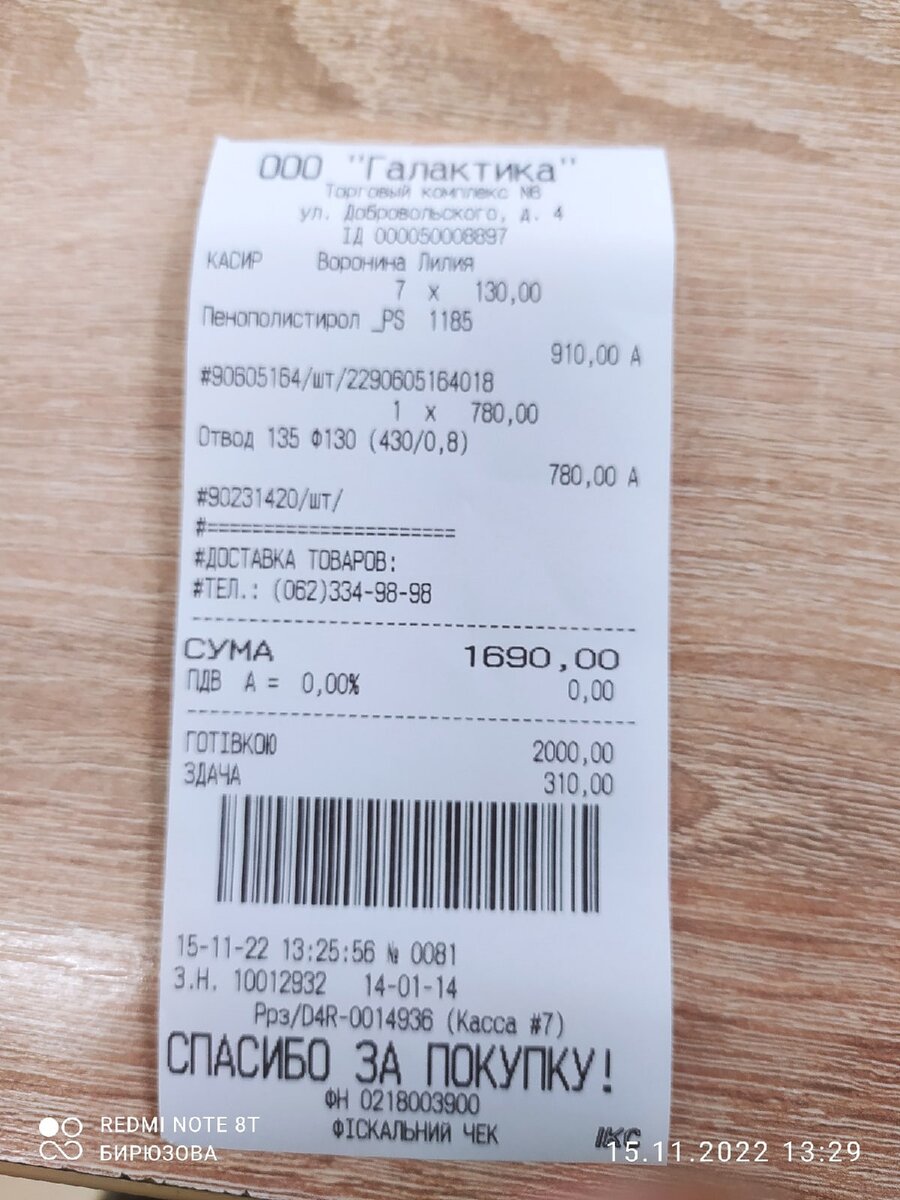 ООО "Галактика"
Торговый комплекс №6
ул. Добровольского, д. 4
ІД 000050008897
КАСИР Воронина Лилия
7 х 130,00
Пенополистирол _PS 1185
910,00 А
#90605164/шт/2290605164018
1 х 780,00
Отвод 135 Ф130 (430/0,8)
780,00 А
#90231420/шт/
#======================
#ДОСТАВКА ТОВАРОВ:
#ТЕЛ.: (062)334-98-98
СУМА 1690,00
ПДВ А = 0,00% 0,00
ГОТІВКОЮ 2000,00
ЗДАЧА 310,00
15-11-22 13:25:56 № 0081
З.Н. 10012932 14-01-14
Ррз/D4R-0014936 (Касса #7)
СПАСИБО ЗА ПОКУПКУ!
ФН 0218003900
ФІСКАЛЬНИЙ ЧЕК ІКС
REDMI NOTE 8T
БИРЮЗОВА
15.11.2022 13:29